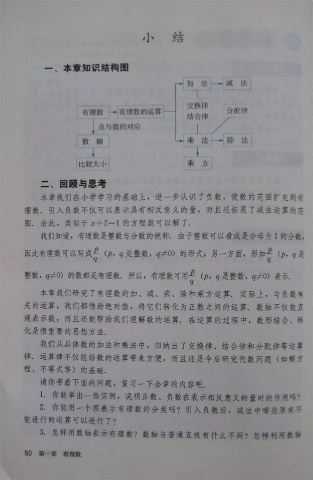 小 结
一、本章知识结构图
加 法 减 法
有理数 有理数的运算 交换律 结合律 分配律
点与数的对应
数 轴 乘 法 除 法
比较大小 乘 方
二、回顾与思考
本章我们在小学学习的基础上，进一步认识了负数，使数的范围扩充到有
理数．引入负数不仅可以表示具有相反意义的量，而且还拓展了减法运算的范
围．由此，类似于x+2=1的方程就可以解了．
我们知道，有理数是整数与分数的统称．由于整数可以看成是分母为1的分数，
因此有理数可以写成p/q（p，q是整数，q≠0）的形式；另一方面，形如p/q（p，q是
整数，q≠0）的数都是有理数．所以，有理数可用p/q（p，q是整数，q≠0）表示．
本章我们研究了有理数的加、减、乘、除和乘方运算．实际上，与负数有
关的运算，我们都借助绝对值，将它们转化为正数之间的运算．数轴不仅能直
观表示数，而且还能帮助我们理解数的运算．在运算的过程中，数形结合、转
化是很重要的思想方法．
我们从具体数的加法和乘法中，归纳出了交换律、结合律和分配律等运算
律．运算律不仅能给数的运算带来方便，而且还是今后研究代数问题（如解方
程、不等式等）的基础．
请你带着下面的问题，复习一下全章的内容吧．
1. 你能举出一些实例，说明正数、负数在表示相反意义的量时的作用吗？
2. 你能用一个图表示有理数的分类吗？引入负数后，减法中哪些原来不
能进行的运算可以进行了？
3. 怎样用数轴表示有理数？数轴与普通直线有什么不同？怎样利用数轴
50 第一章 有理数